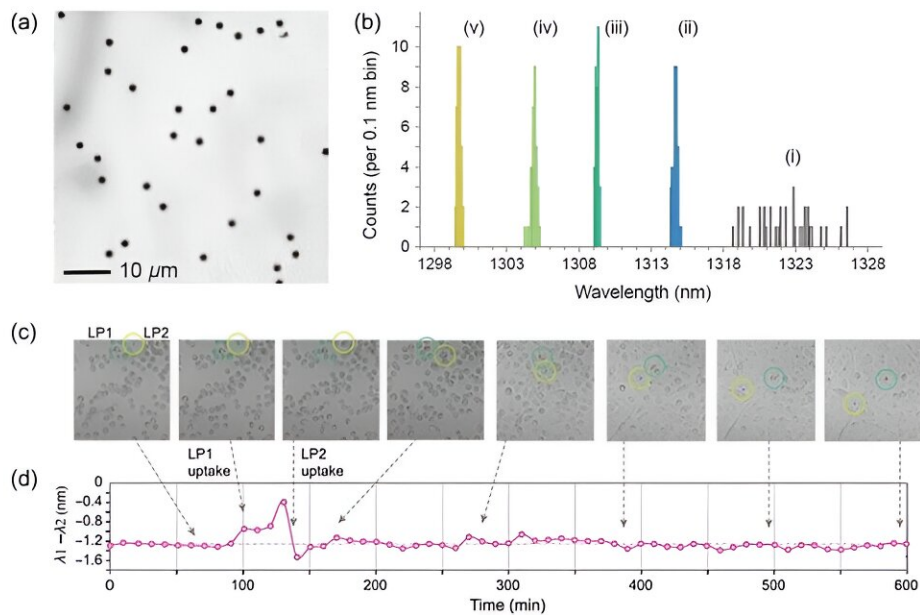 (a)
10 μm
(b)
Counts (per 0.1 nm bin)
10
8
6
4
2
0
(v)
(iv)
(iii)
(ii)
(i)
1298
1303
1308
1313
1318
1323
1328
Wavelength (nm)
(c)
LP1
LP2
LP1
uptake
LP2
uptake
(d)
λ1 –λ2 (nm)
0
–0.4
–0.8
–1.2
–1.6
0
100
200
300
400
500
600
Time (min)